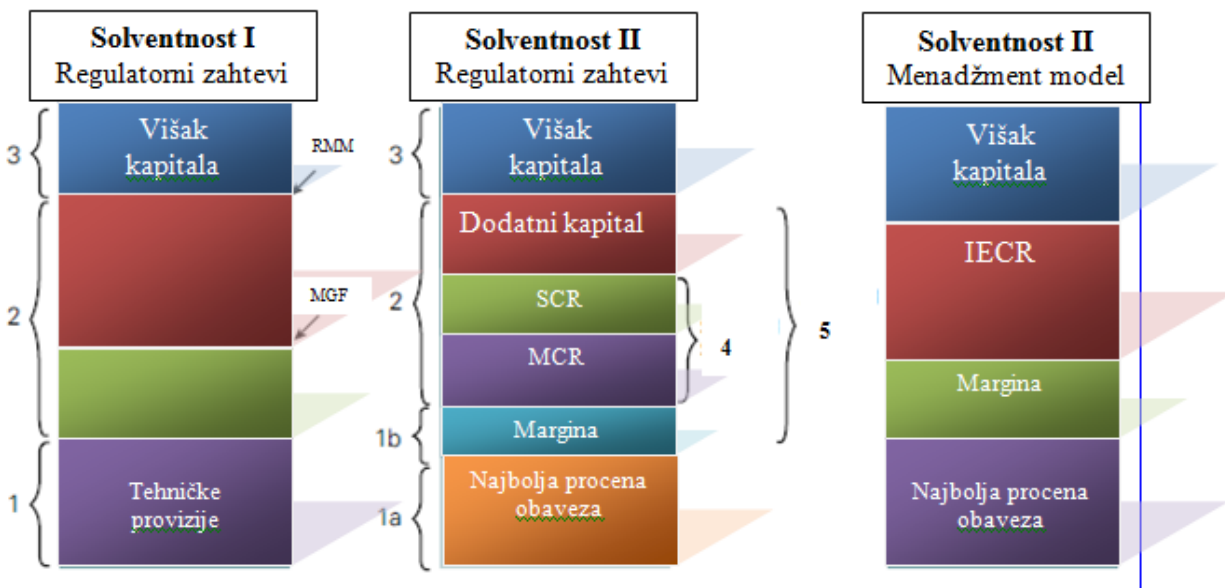 Solventnost I
Regulatorni zahtevi
3
Višak
kapitala
RMM
2
MGF
1
Tehničke
provizije
Solventnost II
Regulatorni zahtevi
3
Višak
kapitala
2
Dodatni kapital
SCR
MCR
4
5
1b
Margina
1a
Najbolja procena
obaveza
Solventnost II
Menadžment model
Višak
kapitala
IECR
Margina
Najbolja procena
obaveza